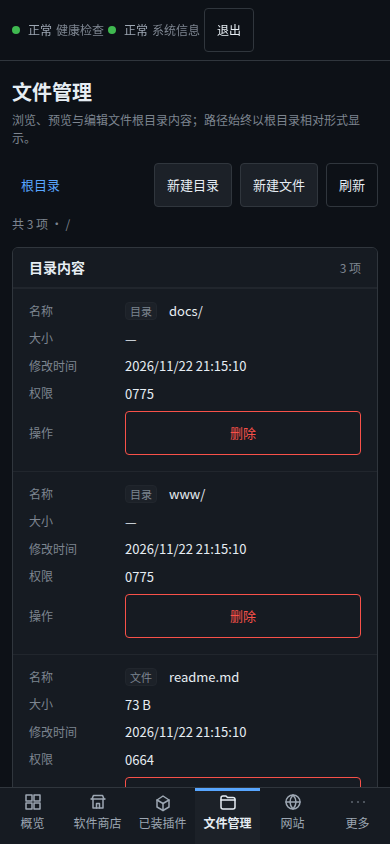 正常 健康检查 正常 系统信息 退出
文件管理
浏览、预览与编辑文件根目录内容；路径始终以根目录相对形式显
示。
根目录 新建目录 新建文件 刷新
共 3 项 · /
目录内容 3 项
名称 目录 docs/
大小 —
修改时间 2026/11/22 21:15:10
权限 0775
操作 删除
名称 目录 www/
大小 —
修改时间 2026/11/22 21:15:10
权限 0775
操作 删除
名称 文件 readme.md
大小 73 B
修改时间 2026/11/22 21:15:10
权限 0664
概览 软件商店 已装插件 文件管理 网站 更多